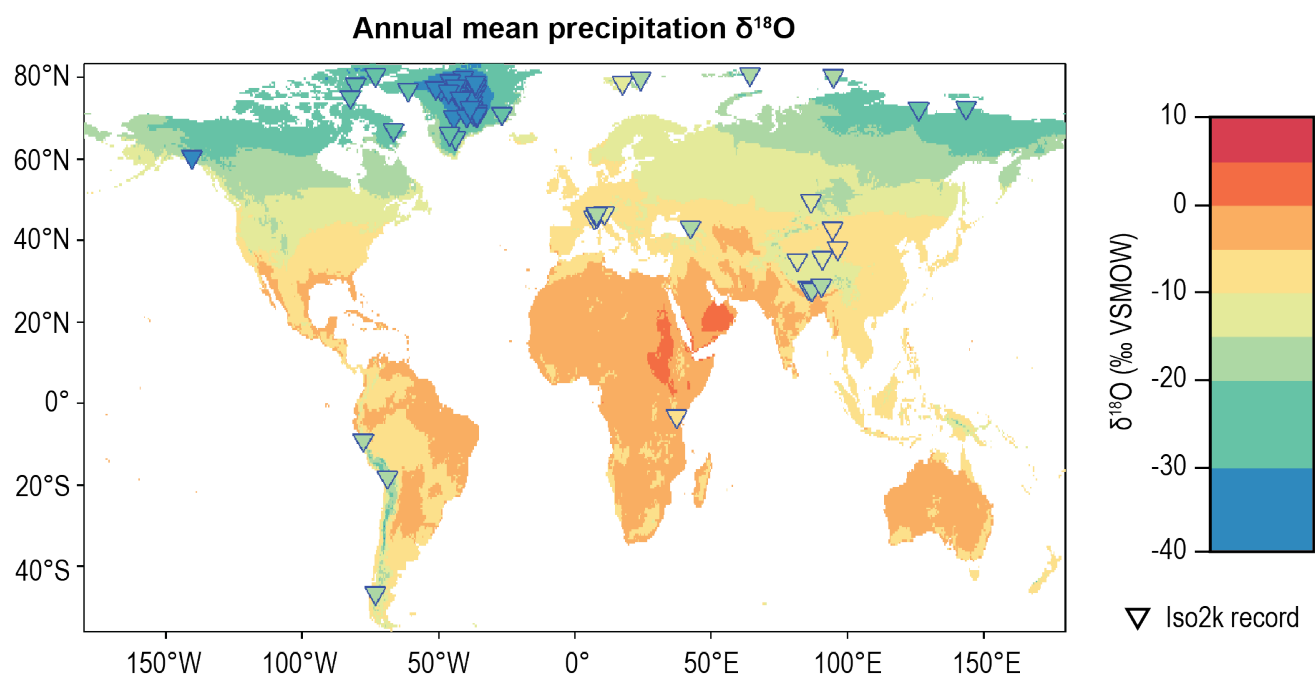 Annual mean precipitation δ¹⁸O
80°N
60°N
40°N
20°N
0°
20°S
40°S
150°W
100°W
50°W
0°
50°E
100°E
150°E
10
0
-10
-20
-30
-40
δ¹⁸O (‰ VSMOW)
Iso2k record